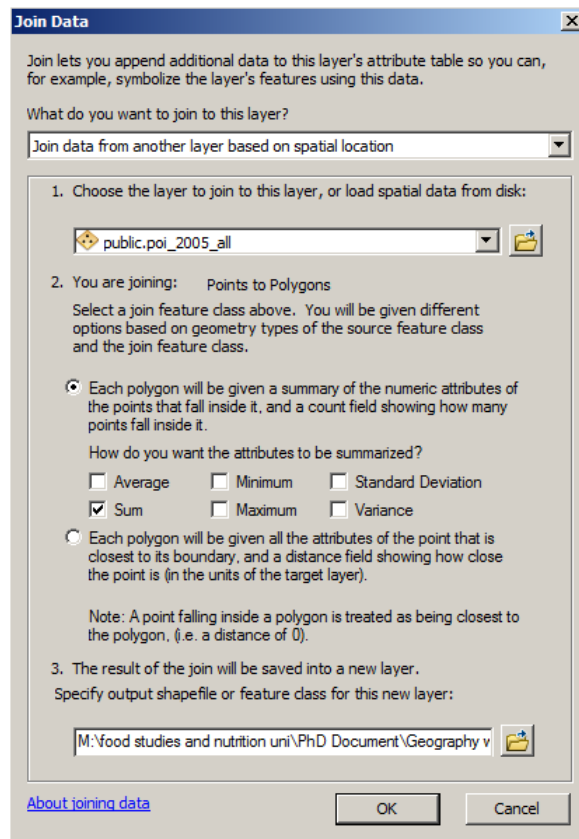 Join Data
Join lets you append additional data to this layer's attribute table so you can,
for example, symbolize the layer's features using this data.
What do you want to join to this layer?
Join data from another layer based on spatial location
1. Choose the layer to join to this layer, or load spatial data from disk:
public.poi_2005_all
2. You are joining: Points to Polygons
Select a join feature class above. You will be given different
options based on geometry types of the source feature class
and the join feature class.
Each polygon will be given a summary of the numeric attributes of
the points that fall inside it, and a count field showing how many
points fall inside it.
How do you want the attributes to be summarized?
Average Minimum Standard Deviation
Sum Maximum Variance
Each polygon will be given all the attributes of the point that is
closest to its boundary, and a distance field showing how close
the point is (in the units of the target layer).
Note: A point falling inside a polygon is treated as being closest to
the polygon, (i.e. a distance of 0).
3. The result of the join will be saved into a new layer.
Specify output shapefile or feature class for this new layer:
M:\food studies and nutrition uni\PhD Document\Geography w
About joining data
OK Cancel